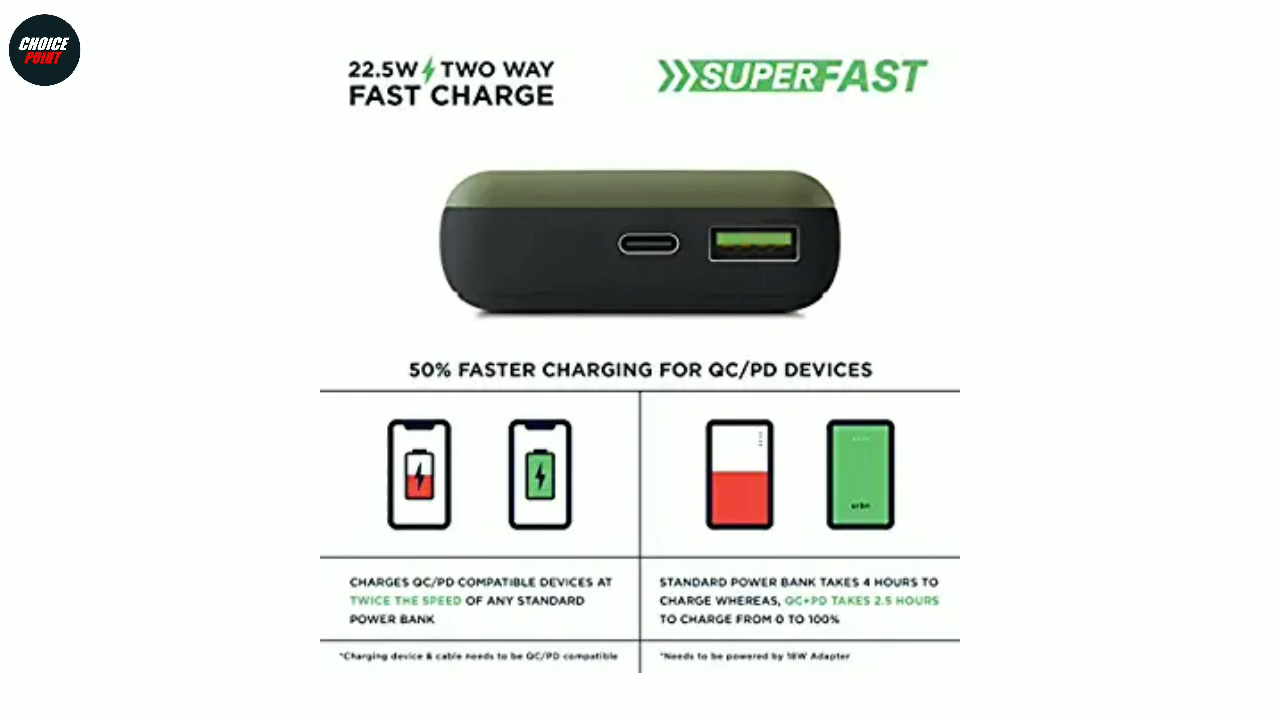 CHOICE
POINT
22.5W TWO WAY
FAST CHARGE
SUPERFAST
50% FASTER CHARGING FOR QC/PD DEVICES
CHARGES QC/PD COMPATIBLE DEVICES AT
TWICE THE SPEED OF ANY STANDARD
POWER BANK
*Charging device & cable needs to be QC/PD compatible
urbn
STANDARD POWER BANK TAKES 4 HOURS TO
CHARGE WHEREAS, QC+PD TAKES 2.5 HOURS
TO CHARGE FROM 0 TO 100%
*Needs to be powered by 18W Adapter